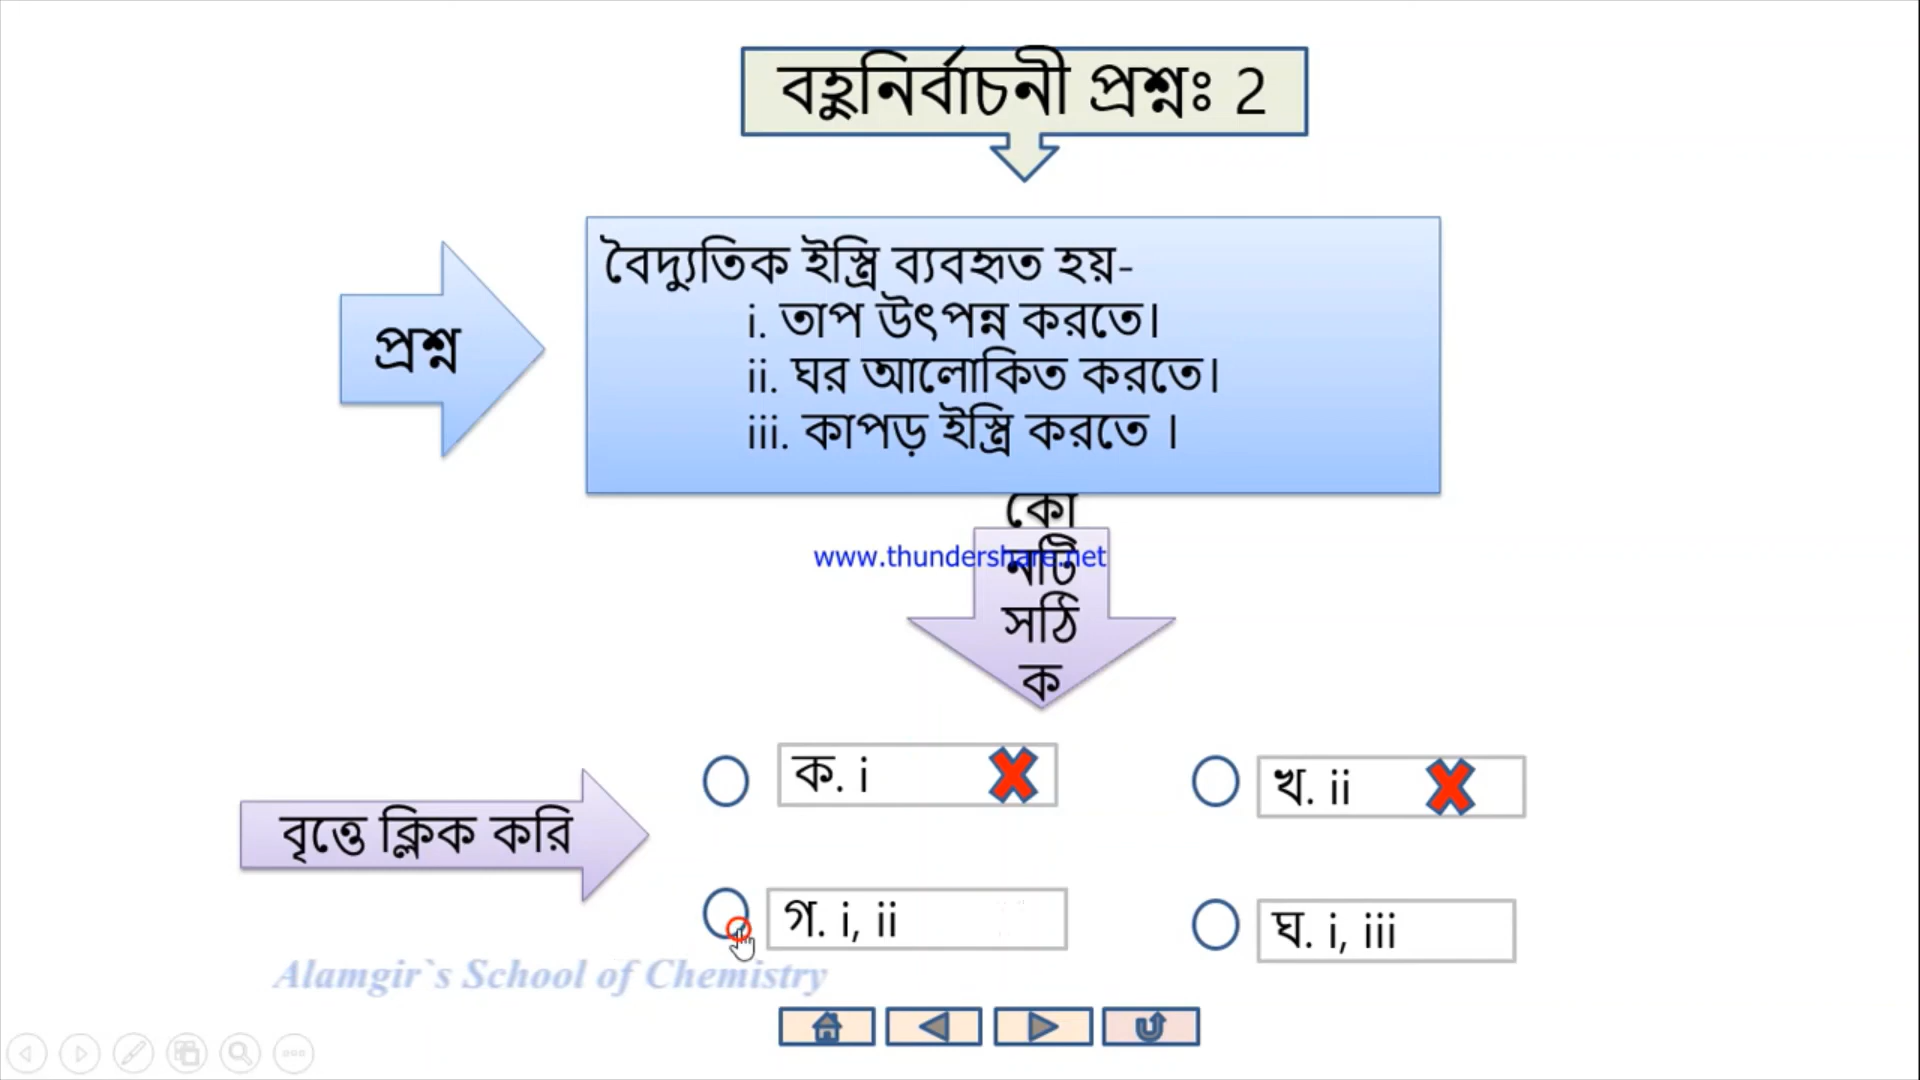 বহুনির্বাচনী প্রশ্নঃ 2
বৈদ্যুতিক ইস্ত্রি ব্যবহৃত হয়-
i. তাপ উৎপন্ন করতে।
ii. ঘর আলোকিত করতে।
iii. কাপড় ইস্ত্রি করতে ।
প্রশ্ন
কো
নটি
সঠি
ক
www.thundershare.net
ক. i
খ. ii
বৃত্তে ক্লিক করি
গ. i, ii
ঘ. i, iii
Alamgir`s School of Chemistry